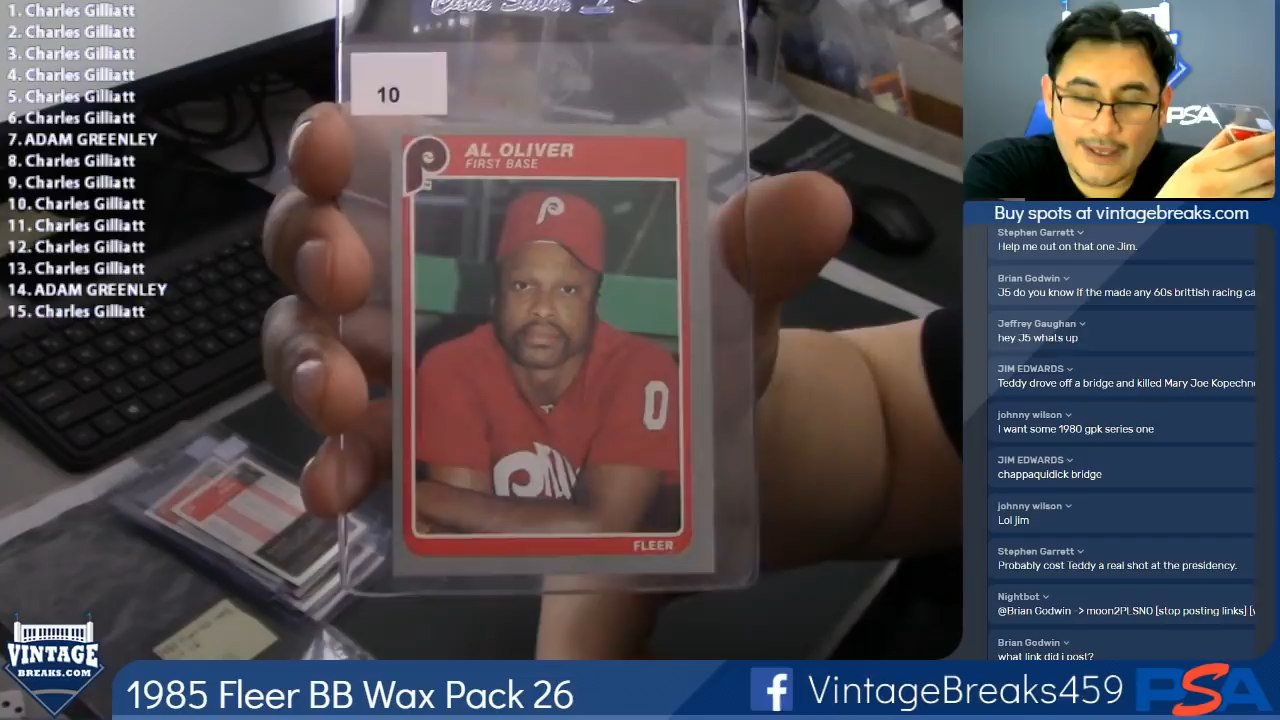 1. Charles Gilliatt
2. Charles Gilliatt
3. Charles Gilliatt
4. Charles Gilliatt
5. Charles Gilliatt
6. Charles Gilliatt
7. ADAM GREENLEY
8. Charles Gilliatt
9. Charles Gilliatt
10. Charles Gilliatt
11. Charles Gilliatt
12. Charles Gilliatt
13. Charles Gilliatt
14. ADAM GREENLEY
15. Charles Gilliatt
Card Saver 1
10
P
AL OLIVER
FIRST BASE
P
0
Phil
FLEER
PSA
Buy spots at vintagebreaks.com
Stephen Garrett
Help me out on that one Jim.
Brian Godwin
J5 do you know if the made any 60s brittish racing ca
Jeffrey Gaughan
hey J5 whats up
JIM EDWARDS
Teddy drove off a bridge and killed Mary Joe Kopechne
johnny wilson
I want some 1980 gpk series one
JIM EDWARDS
chappaquidick bridge
johnny wilson
Lol jim
Stephen Garrett
Probably cost Teddy a real shot at the presidency.
Nightbot
@Brian Godwin -> moon2PLSNO [stop posting links] [
Brian Godwin
what link did i post?
VINTAGE
BREAKS.COM
1985 Fleer BB Wax Pack 26
f VintageBreaks459
PSA